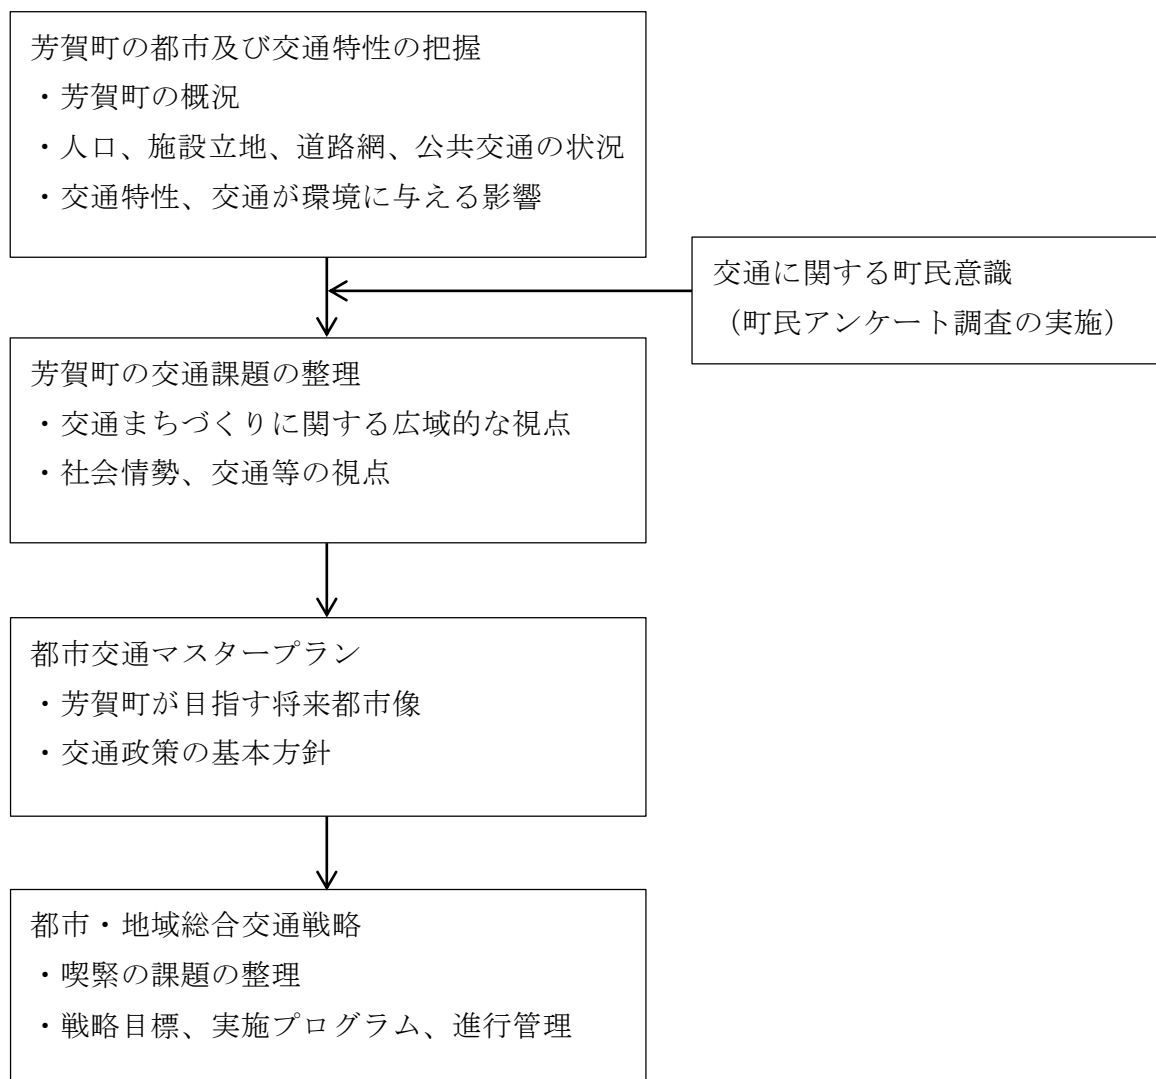 芳賀町の都市及び交通特性の把握
・芳賀町の概況
・人口、施設立地、道路網、公共交通の状況
・交通特性、交通が環境に与える影響
交通に関する町民意識
（町民アンケート調査の実施）
芳賀町の交通課題の整理
・交通まちづくりに関する広域的な視点
・社会情勢、交通等の視点
都市交通マスタープラン
・芳賀町が目指す将来都市像
・交通政策の基本方針
都市・地域総合交通戦略
・喫緊の課題の整理
・戦略目標、実施プログラム、進行管理